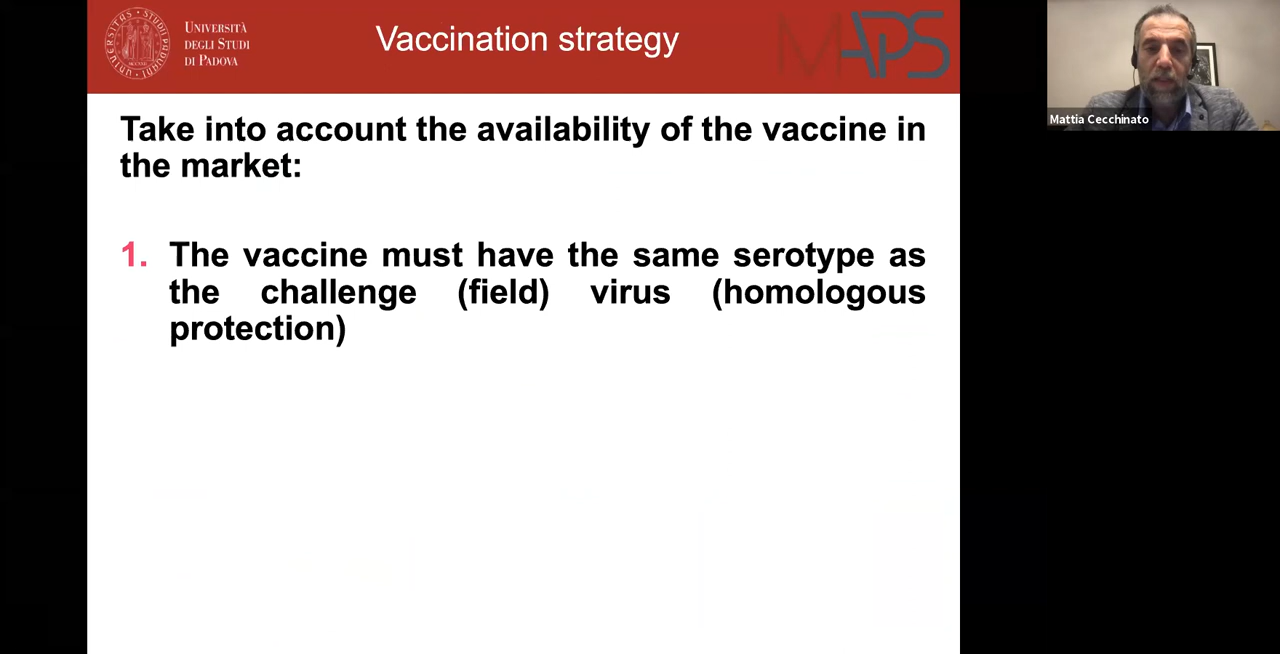 UNIVERSITÀ
DEGLI STUDI
DI PADOVA
Vaccination strategy
MAPS
Mattia Cecchinato
Take into account the availability of the vaccine in
the market:
1. The vaccine must have the same serotype as
the challenge (field) virus (homologous
protection)